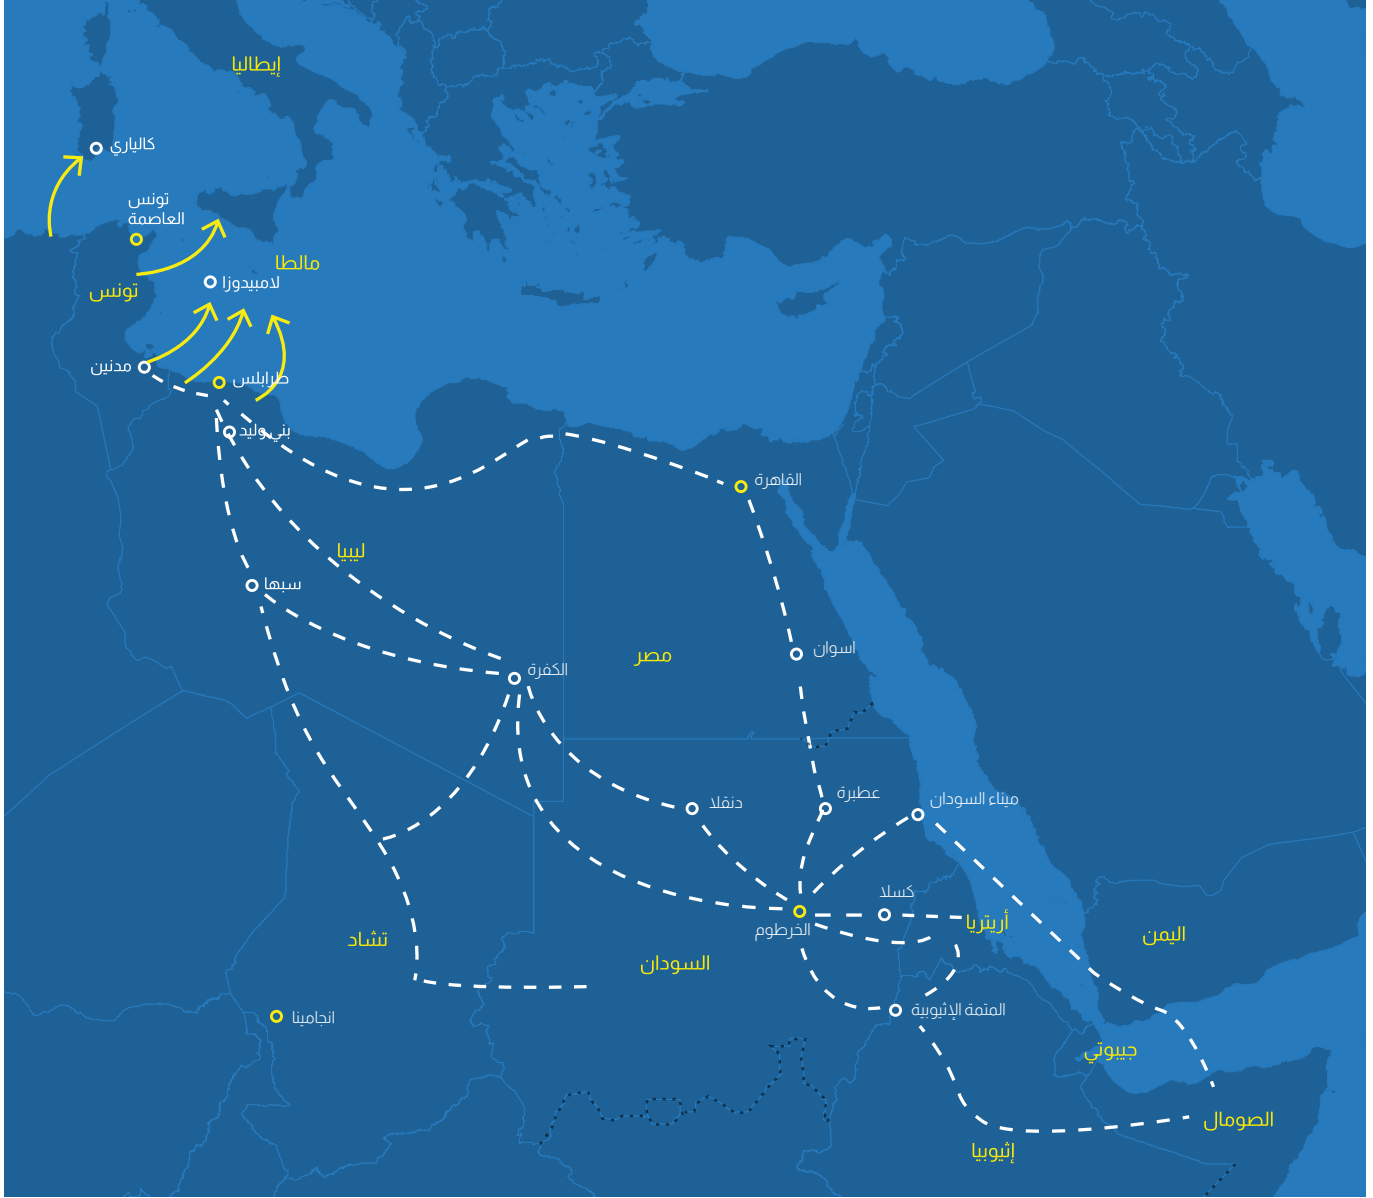 إيطاليا
كالياري
تونس
العاصمة
مالطا
لامبيدوزا
تونس
مدنين
طرابلس
بني وليد
القاهرة
ليبيا
سبها
اسوان
مصر
الكفرة
عطبرة
ميناء السودان
دنقلا
كسلا
أريتريا
الخرطوم
اليمن
تشاد
السودان
المتمة الإثيوبية
انجامينا
جيبوتي
الصومال
إثيوبيا